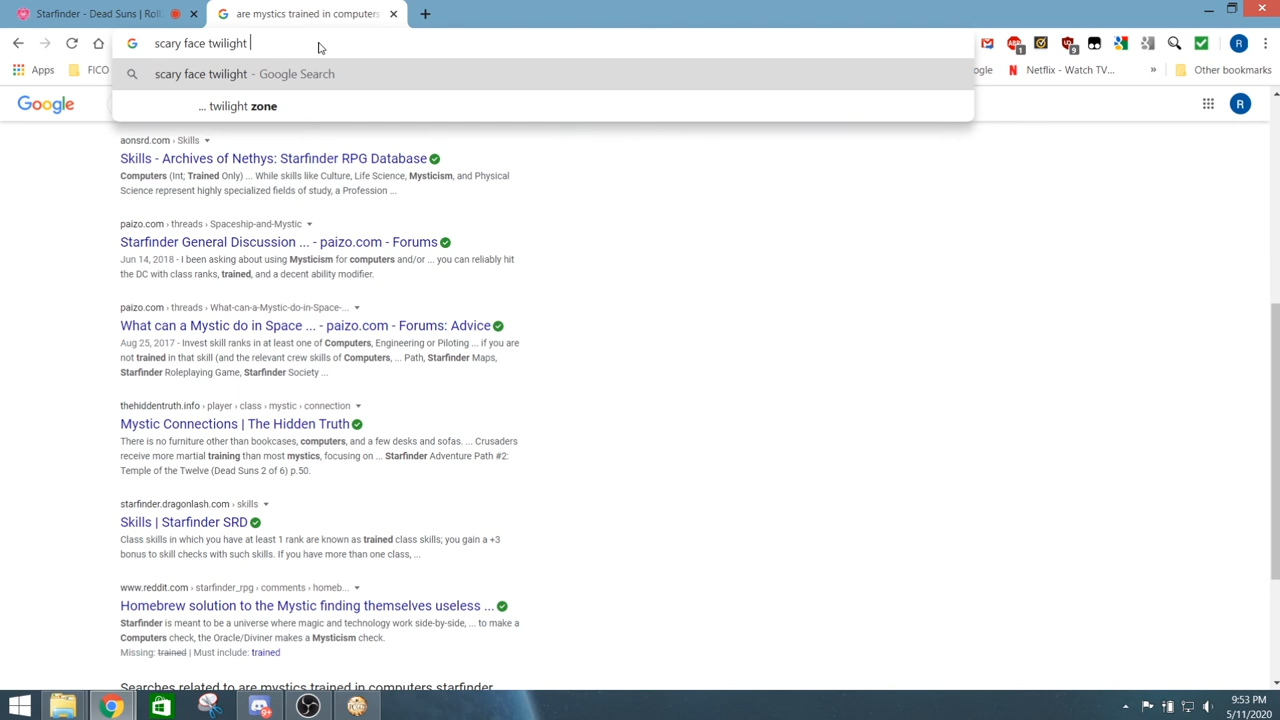 Starfinder - Dead Suns | Rol
are mystics trained in computers
scary face twilight
Apps
FICO
ogle
Netflix - Watch TV...
»
Other bookmarks
scary face twilight - Google Search
... twilight zone
Google
R
R
1
9
aonsrd.com › Skills
Skills - Archives of Nethys: Starfinder RPG Database
Computers (Int; Trained Only) ... While skills like Culture, Life Science, Mysticism, and Physical
Science represent highly specialized fields of study, a Profession ...
paizo.com › threads › Spaceship-and-Mystic
Starfinder General Discussion ... - paizo.com - Forums
Jun 14, 2018 - I been asking about using Mysticism for computers and/or ... you can reliably hit
the DC with class ranks, trained, and a decent ability modifier.
paizo.com › threads › What-can-a-Mystic-do-in-Space-...
What can a Mystic do in Space ... - paizo.com - Forums: Advice
Aug 25, 2017 - Invest skill ranks in at least one of Computers, Engineering or Piloting ... if you are
not trained in that skill (and the relevant crew skills of Computers, ... Path, Starfinder Maps,
Starfinder Roleplaying Game, Starfinder Society ...
thehiddentruth.info › player › class › mystic › connection
Mystic Connections | The Hidden Truth
There is no furniture other than bookcases, computers, and a few desks and sofas. ... Crusaders
receive more martial training than most mystics, focusing on ... Starfinder Adventure Path #2:
Temple of the Twelve (Dead Suns 2 of 6) p.50.
starfinder.dragonlash.com › skills
Skills | Starfinder SRD
Class skills in which you have at least 1 rank are known as trained class skills; you gain a +3
bonus to skill checks with such skills. If you have more than one class, ...
www.reddit.com › starfinder_rpg › comments › homeb...
Homebrew solution to the Mystic finding themselves useless ...
Starfinder is meant to be a universe where magic and technology work side-by-side, ... to make a
Computers check, the Oracle/Diviner makes a Mysticism check.
Missing: trained | Must include: trained
Searches related to are mystics trained in computers starfinder
9+
9:53 PM
5/11/2020